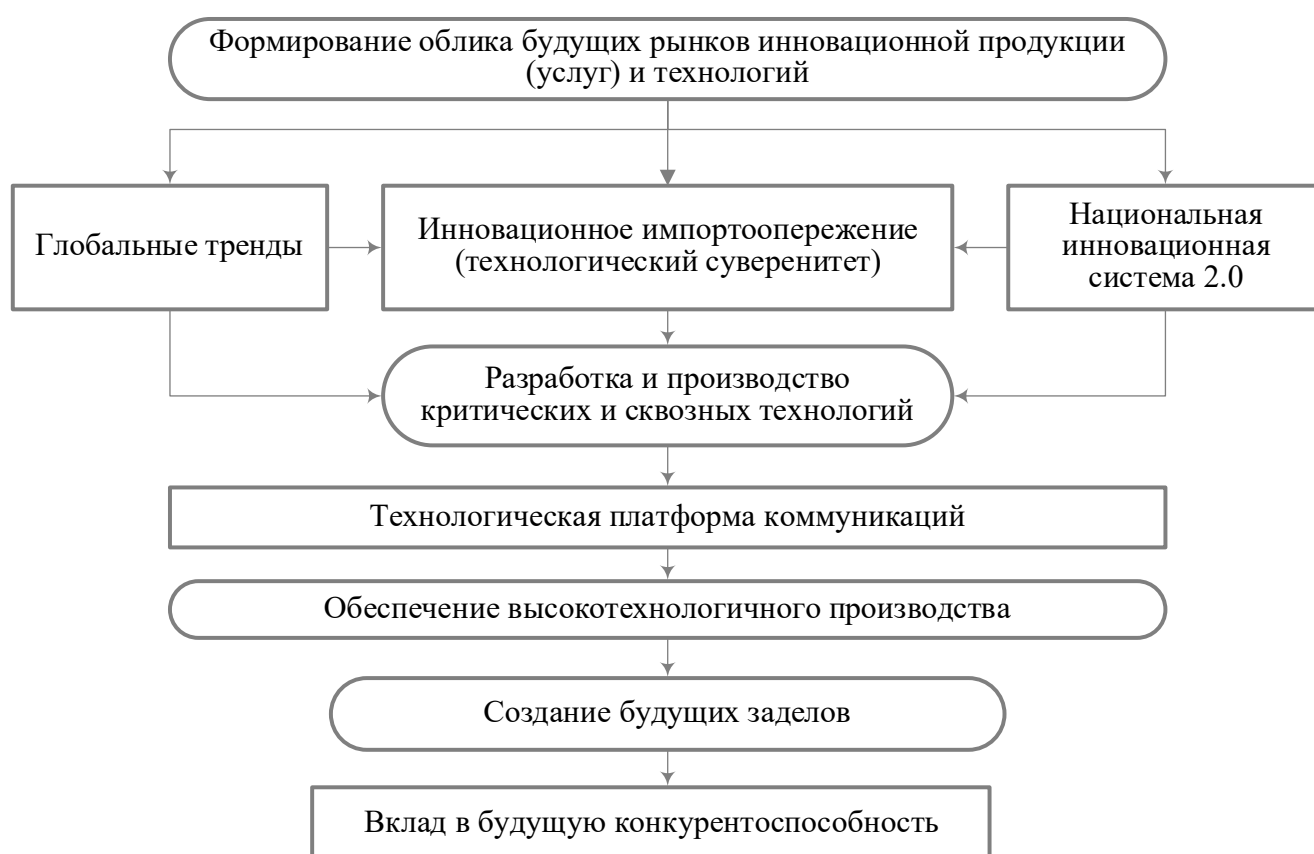 Формирование облика будущих рынков инновационной продукции
(услуг) и технологий
Глобальные тренды
Инновационное импортоопережение
(технологический суверенитет)
Национальная
инновационная
система 2.0
Разработка и производство
критических и сквозных технологий
Технологическая платформа коммуникаций
Обеспечение высокотехнологичного производства
Создание будущих заделов
Вклад в будущую конкурентоспособность